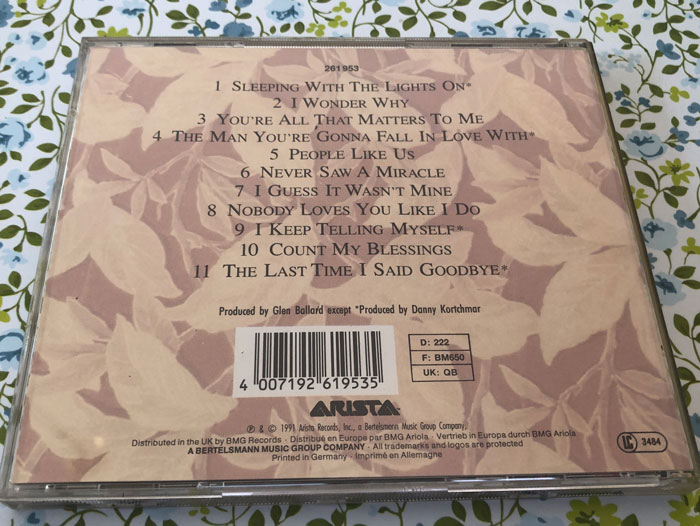 261953
1 SLEEPING WITH THE LIGHTS ON*
2 I WONDER WHY
3 YOU'RE ALL THAT MATTERS TO ME
4 THE MAN YOU'RE GONNA FALL IN LOVE WITH*
5 PEOPLE LIKE US
6 NEVER SAW A MIRACLE
7 I GUESS IT WASN'T MINE
8 NOBODY LOVES YOU LIKE I DO
9 I KEEP TELLING MYSELF*
10 COUNT MY BLESSINGS
11 THE LAST TIME I SAID GOODBYE*
Produced by Glen Ballard except *Produced by Danny Kortchmar
D: 222
F: BM650
UK: QB
4 007192 619535
ARISTA
℗ & © 1991 Arista Records, Inc., a Bertelsmann Music Group Company.
Distributed in the UK by BMG Records · Distribué en Europe par BMG Ariola · Vertrieb in Europa durch BMG Ariola
A BERTELSMANN MUSIC GROUP COMPANY · All trademarks and logos are protected
Printed in Germany · Imprimé en Allemagne
LC 3484